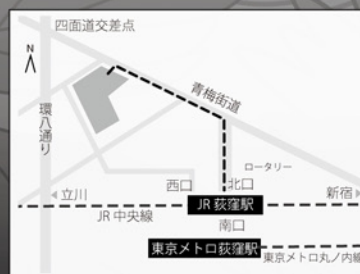 四面道交差点
N
青梅街道
環八通り
ロータリー
西口
北口
立川
新宿
JR 荻窪駅
JR 中央線
南口
東京メトロ荻窪駅
東京メトロ丸ノ内線